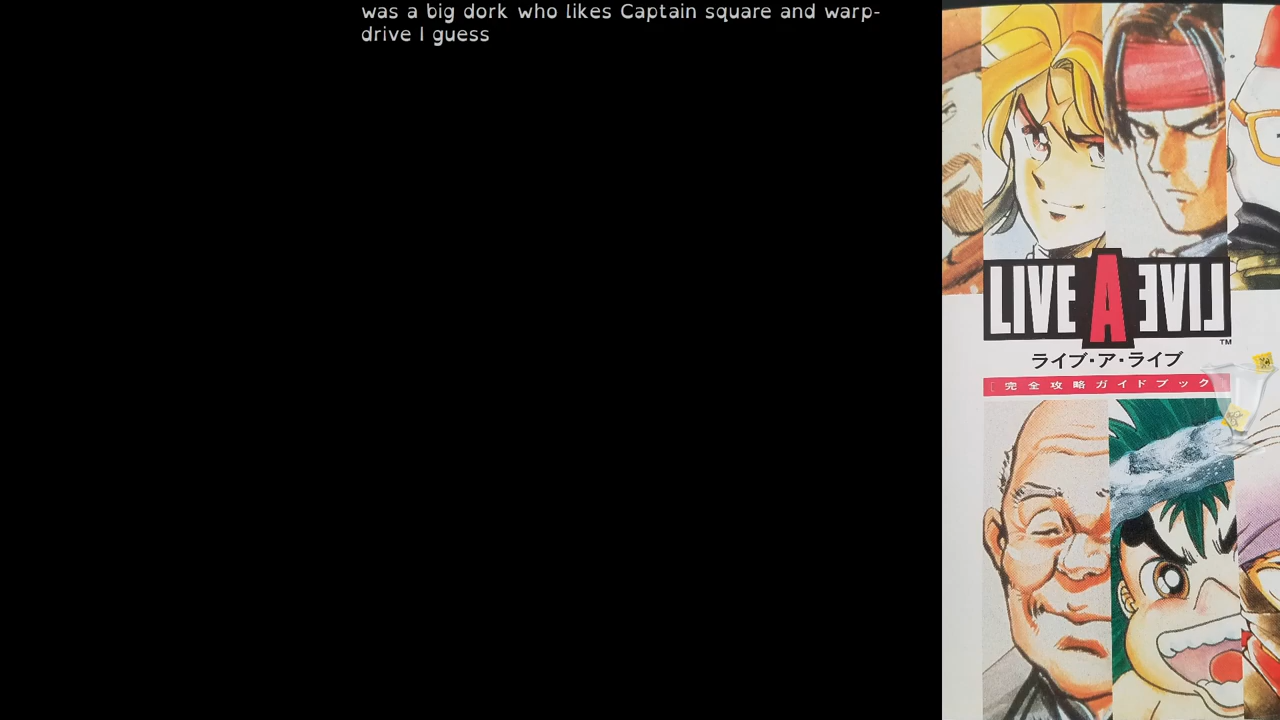 was a big dork who likes Captain square and warp-
drive I guess
LIVE A LIVE
TM
ライブ・ア・ライブ
[ 完全攻略ガイドブック ]